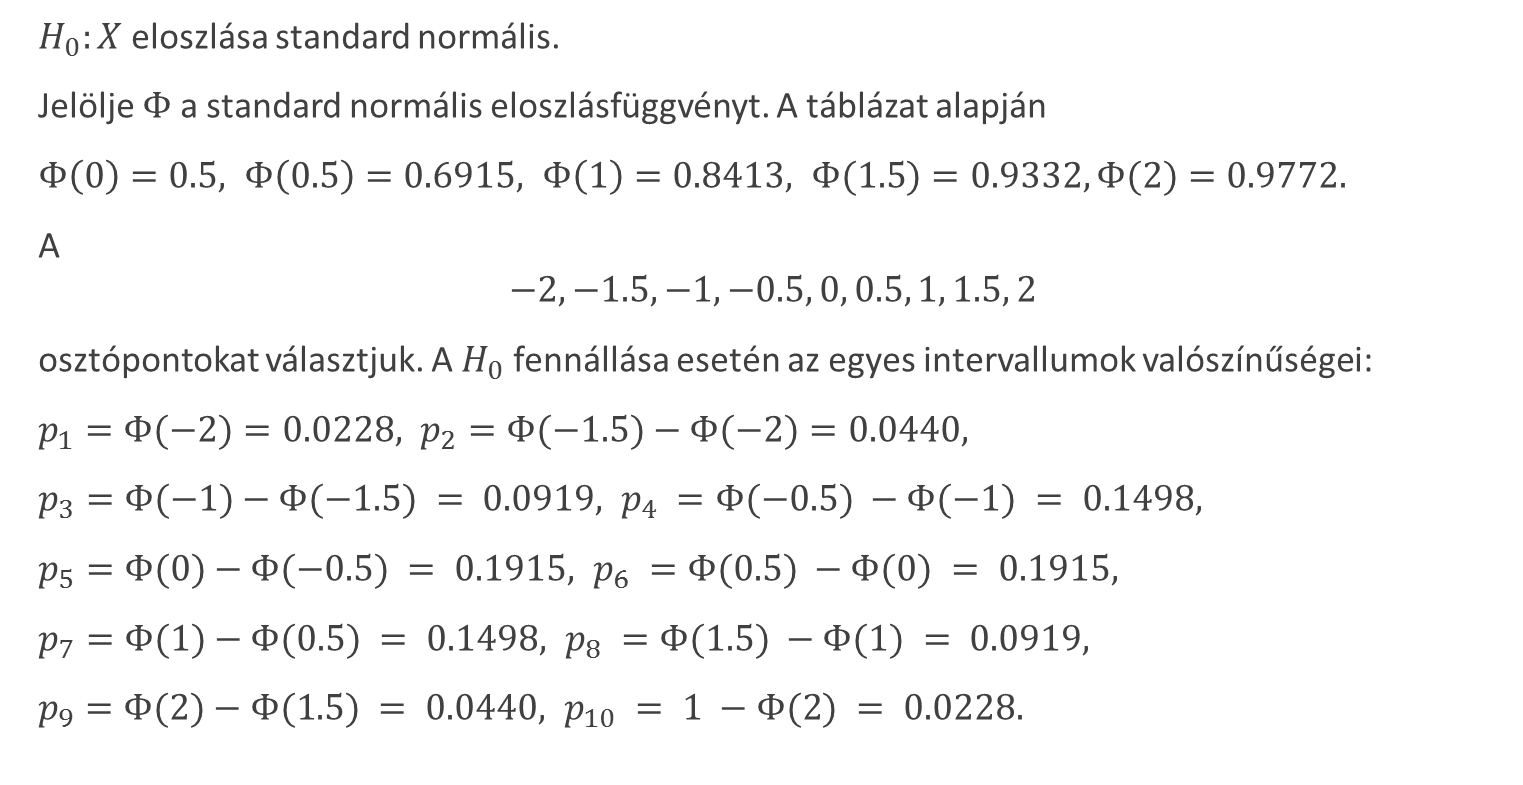 H₀: X eloszlása standard normális.
Jelölje Φ a standard normális eloszlásfüggvényt. A táblázat alapján
Φ(0) = 0.5, Φ(0.5) = 0.6915, Φ(1) = 0.8413, Φ(1.5) = 0.9332, Φ(2) = 0.9772.
A
−2, −1.5, −1, −0.5, 0, 0.5, 1, 1.5, 2
osztópontokat választjuk. A H₀ fennállása esetén az egyes intervallumok valószínűségei:
p₁ = Φ(−2) = 0.0228, p₂ = Φ(−1.5) − Φ(−2) = 0.0440,
p₃ = Φ(−1) − Φ(−1.5) = 0.0919, p₄ = Φ(−0.5) − Φ(−1) = 0.1498,
p₅ = Φ(0) − Φ(−0.5) = 0.1915, p₆ = Φ(0.5) − Φ(0) = 0.1915,
p₇ = Φ(1) − Φ(0.5) = 0.1498, p₈ = Φ(1.5) − Φ(1) = 0.0919,
p₉ = Φ(2) − Φ(1.5) = 0.0440, p₁₀ = 1 − Φ(2) = 0.0228.